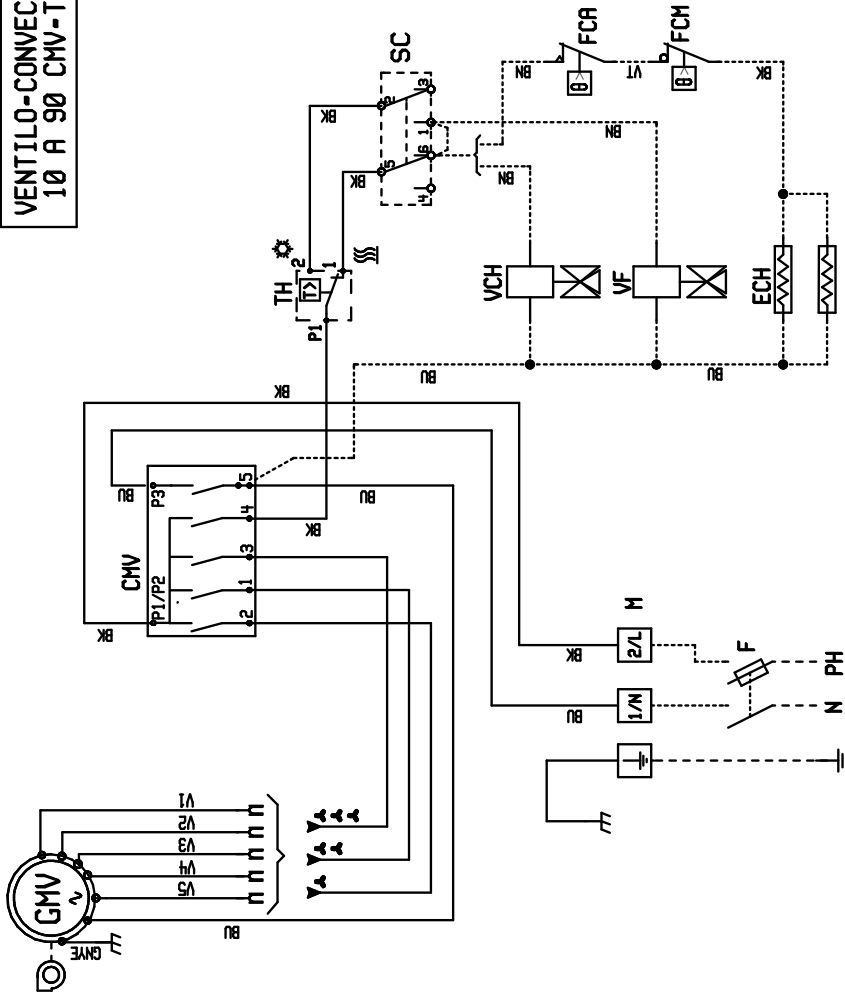 VENTILO-CONVEC
10 A 90 CMV-T
SC
FCA
FCM
BN
VT
BK
BK
2
3
1
6
5
4
BK
BN
BN
θ
θ
TH
2
1
T>
P1
VCH
VF
ECH
BU
BU
BK
BU
P3
5
BU
4
BK
CMV
3
P1/P2
1
2
BK
M
BK
2/L
F
PH
BU
1/N
N
V1
V2
V3
V4
V5
GMV
~
BU
GNYE